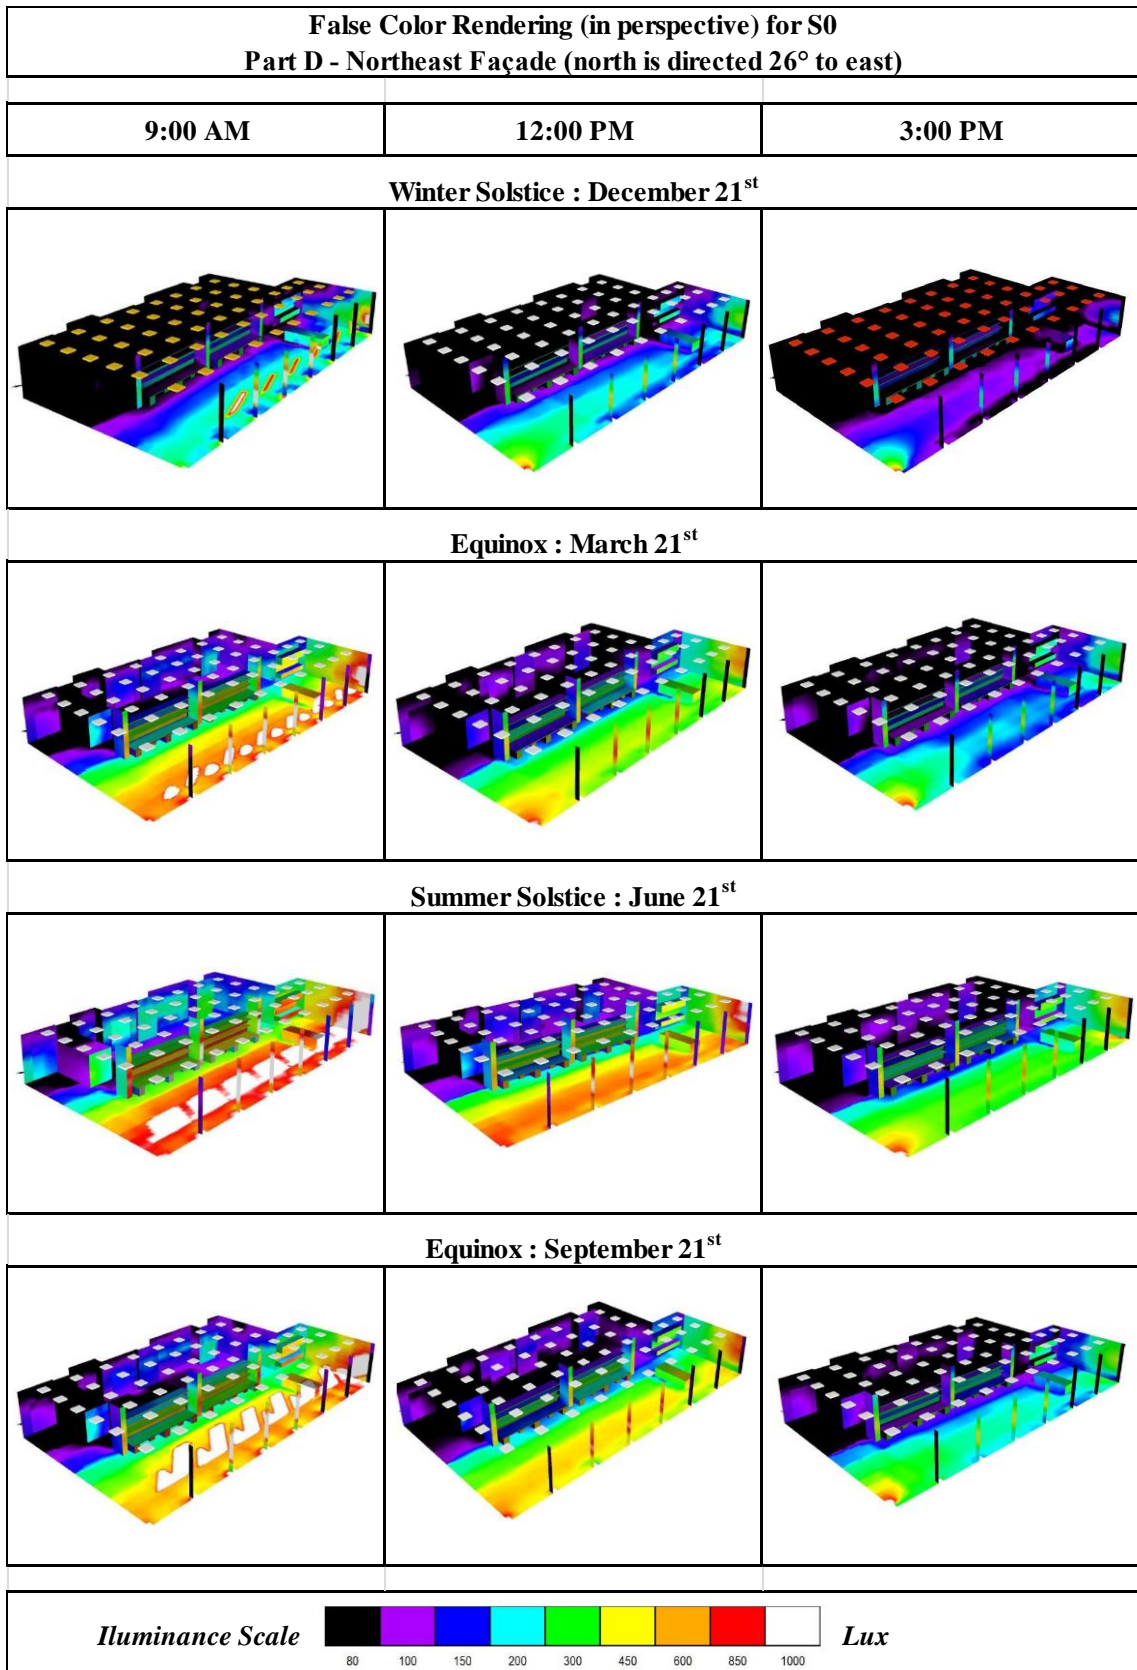 False Color Rendering (in perspective) for S0
Part D - Northeast Façade (north is directed 26° to east)
9:00 AM 12:00 PM 3:00 PM
Winter Solstice : December 21st
Equinox : March 21st
Summer Solstice : June 21st
Equinox : September 21st
Iluminance Scale Lux
80 100 150 200 300 450 600 850 1000